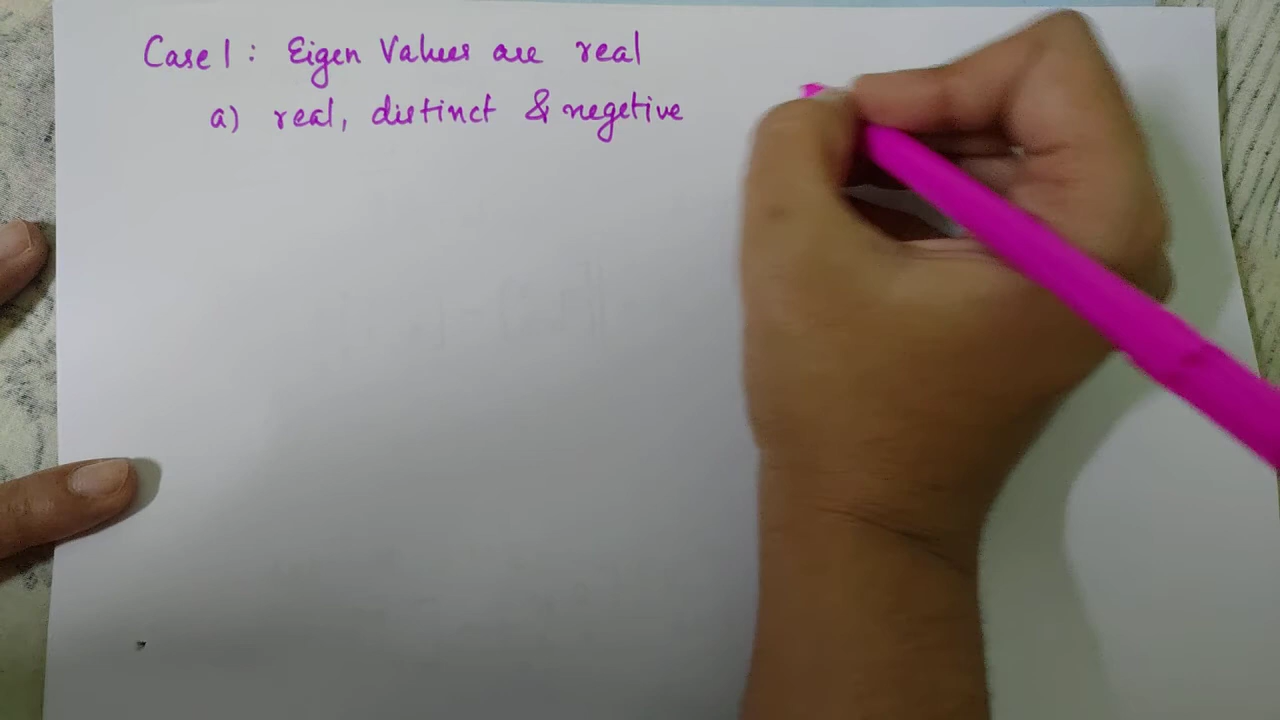 Case 1 : Eigen Values are real
a) real, distinct & negetive